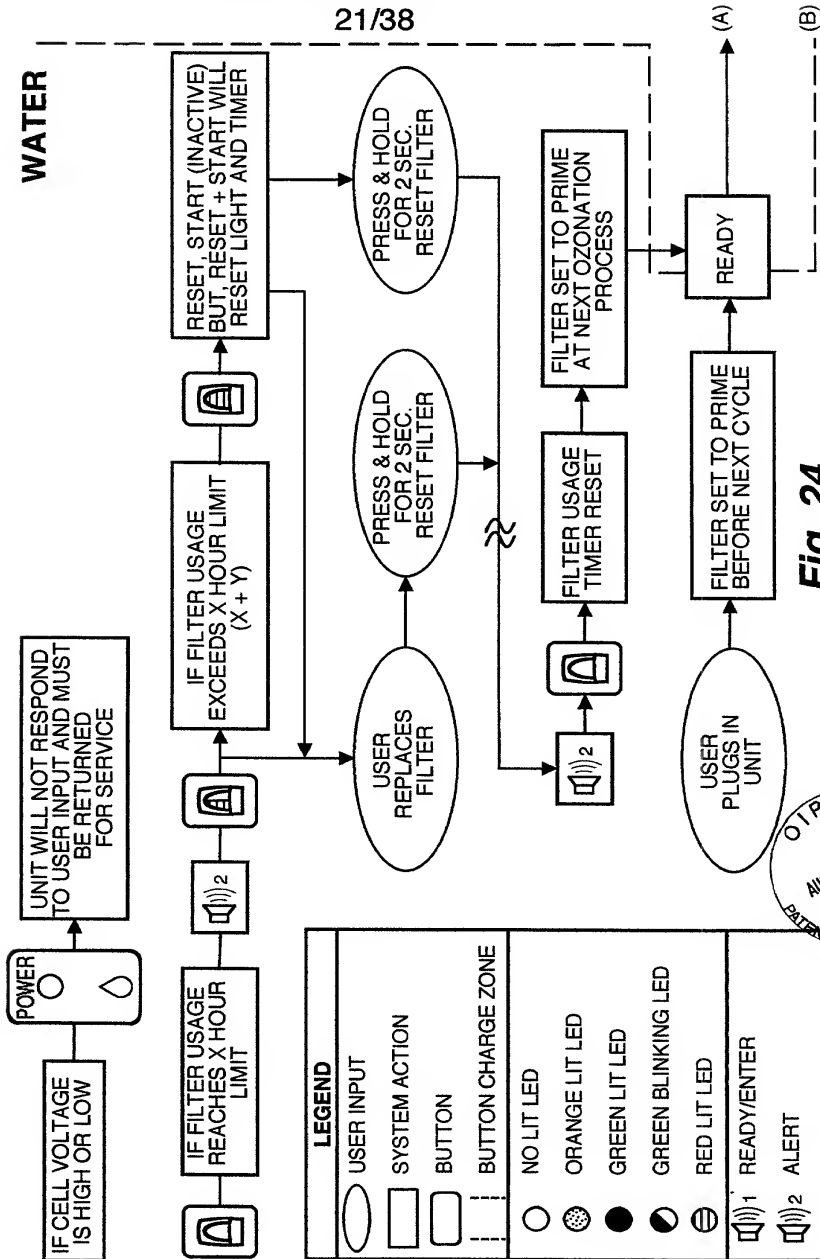 21/38
WATER
IF CELL VOLTAGE
IS HIGH OR LOW
POWER
UNIT WILL NOT RESPOND
TO USER INPUT AND MUST
BE RETURNED
FOR SERVICE
IF FILTER USAGE
REACHES X HOUR
LIMIT
2
IF FILTER USAGE
EXCEEDS X HOUR LIMIT
(X + Y)
RESET, START (INACTIVE)
BUT, RESET + START WILL
RESET LIGHT AND TIMER
USER
REPLACES
FILTER
PRESS & HOLD
FOR 2 SEC.
RESET FILTER
PRESS & HOLD
FOR 2 SEC.
RESET FILTER
2
FILTER USAGE
TIMER RESET
FILTER SET TO PRIME
AT NEXT OZONATION
PROCESS
USER
PLUGS IN
UNIT
FILTER SET TO PRIME
BEFORE NEXT CYCLE
READY
(A)
(B)
LEGEND
USER INPUT
SYSTEM ACTION
BUTTON
BUTTON CHARGE ZONE
NO LIT LED
ORANGE LIT LED
GREEN LIT LED
GREEN BLINKING LED
RED LIT LED
1 READY/ENTER
2 ALERT
Fig. 24
O I P